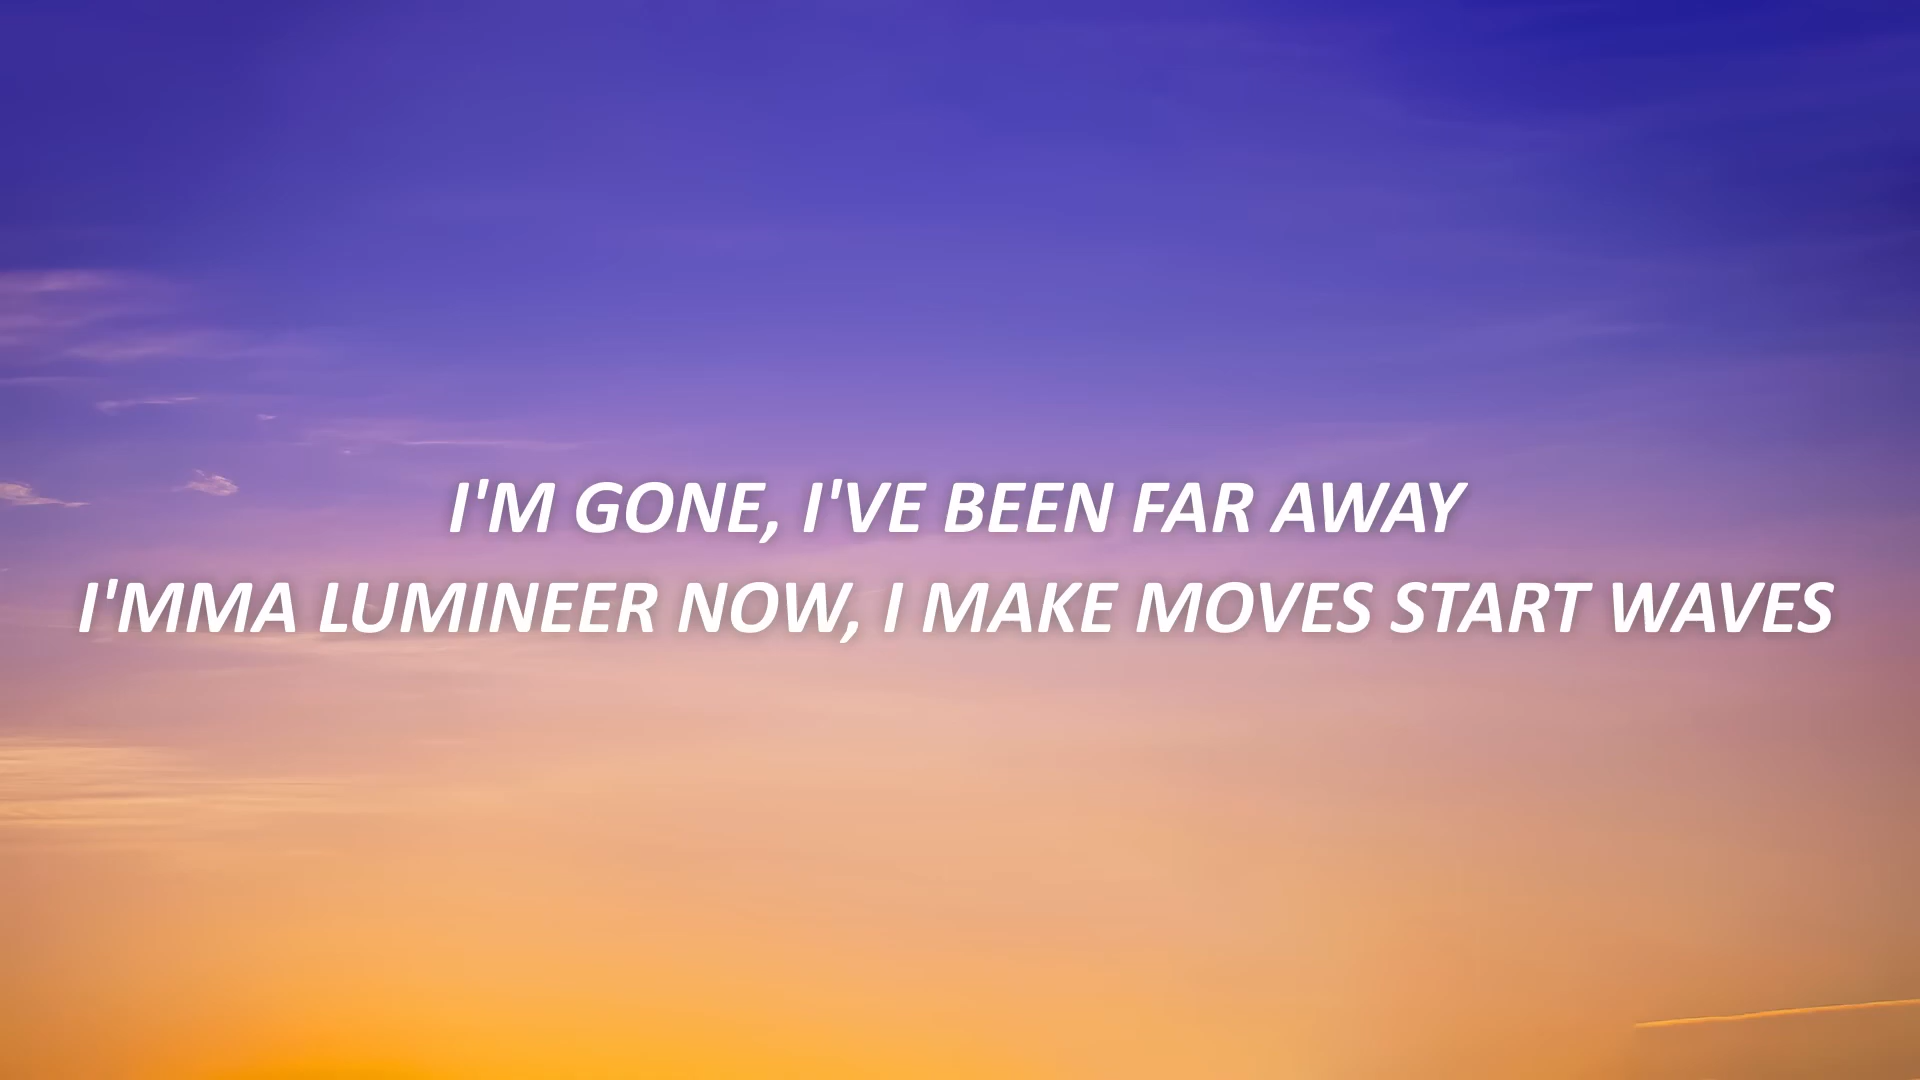 I'M GONE, I'VE BEEN FAR AWAY
I'MMA LUMINEER NOW, I MAKE MOVES START WAVES